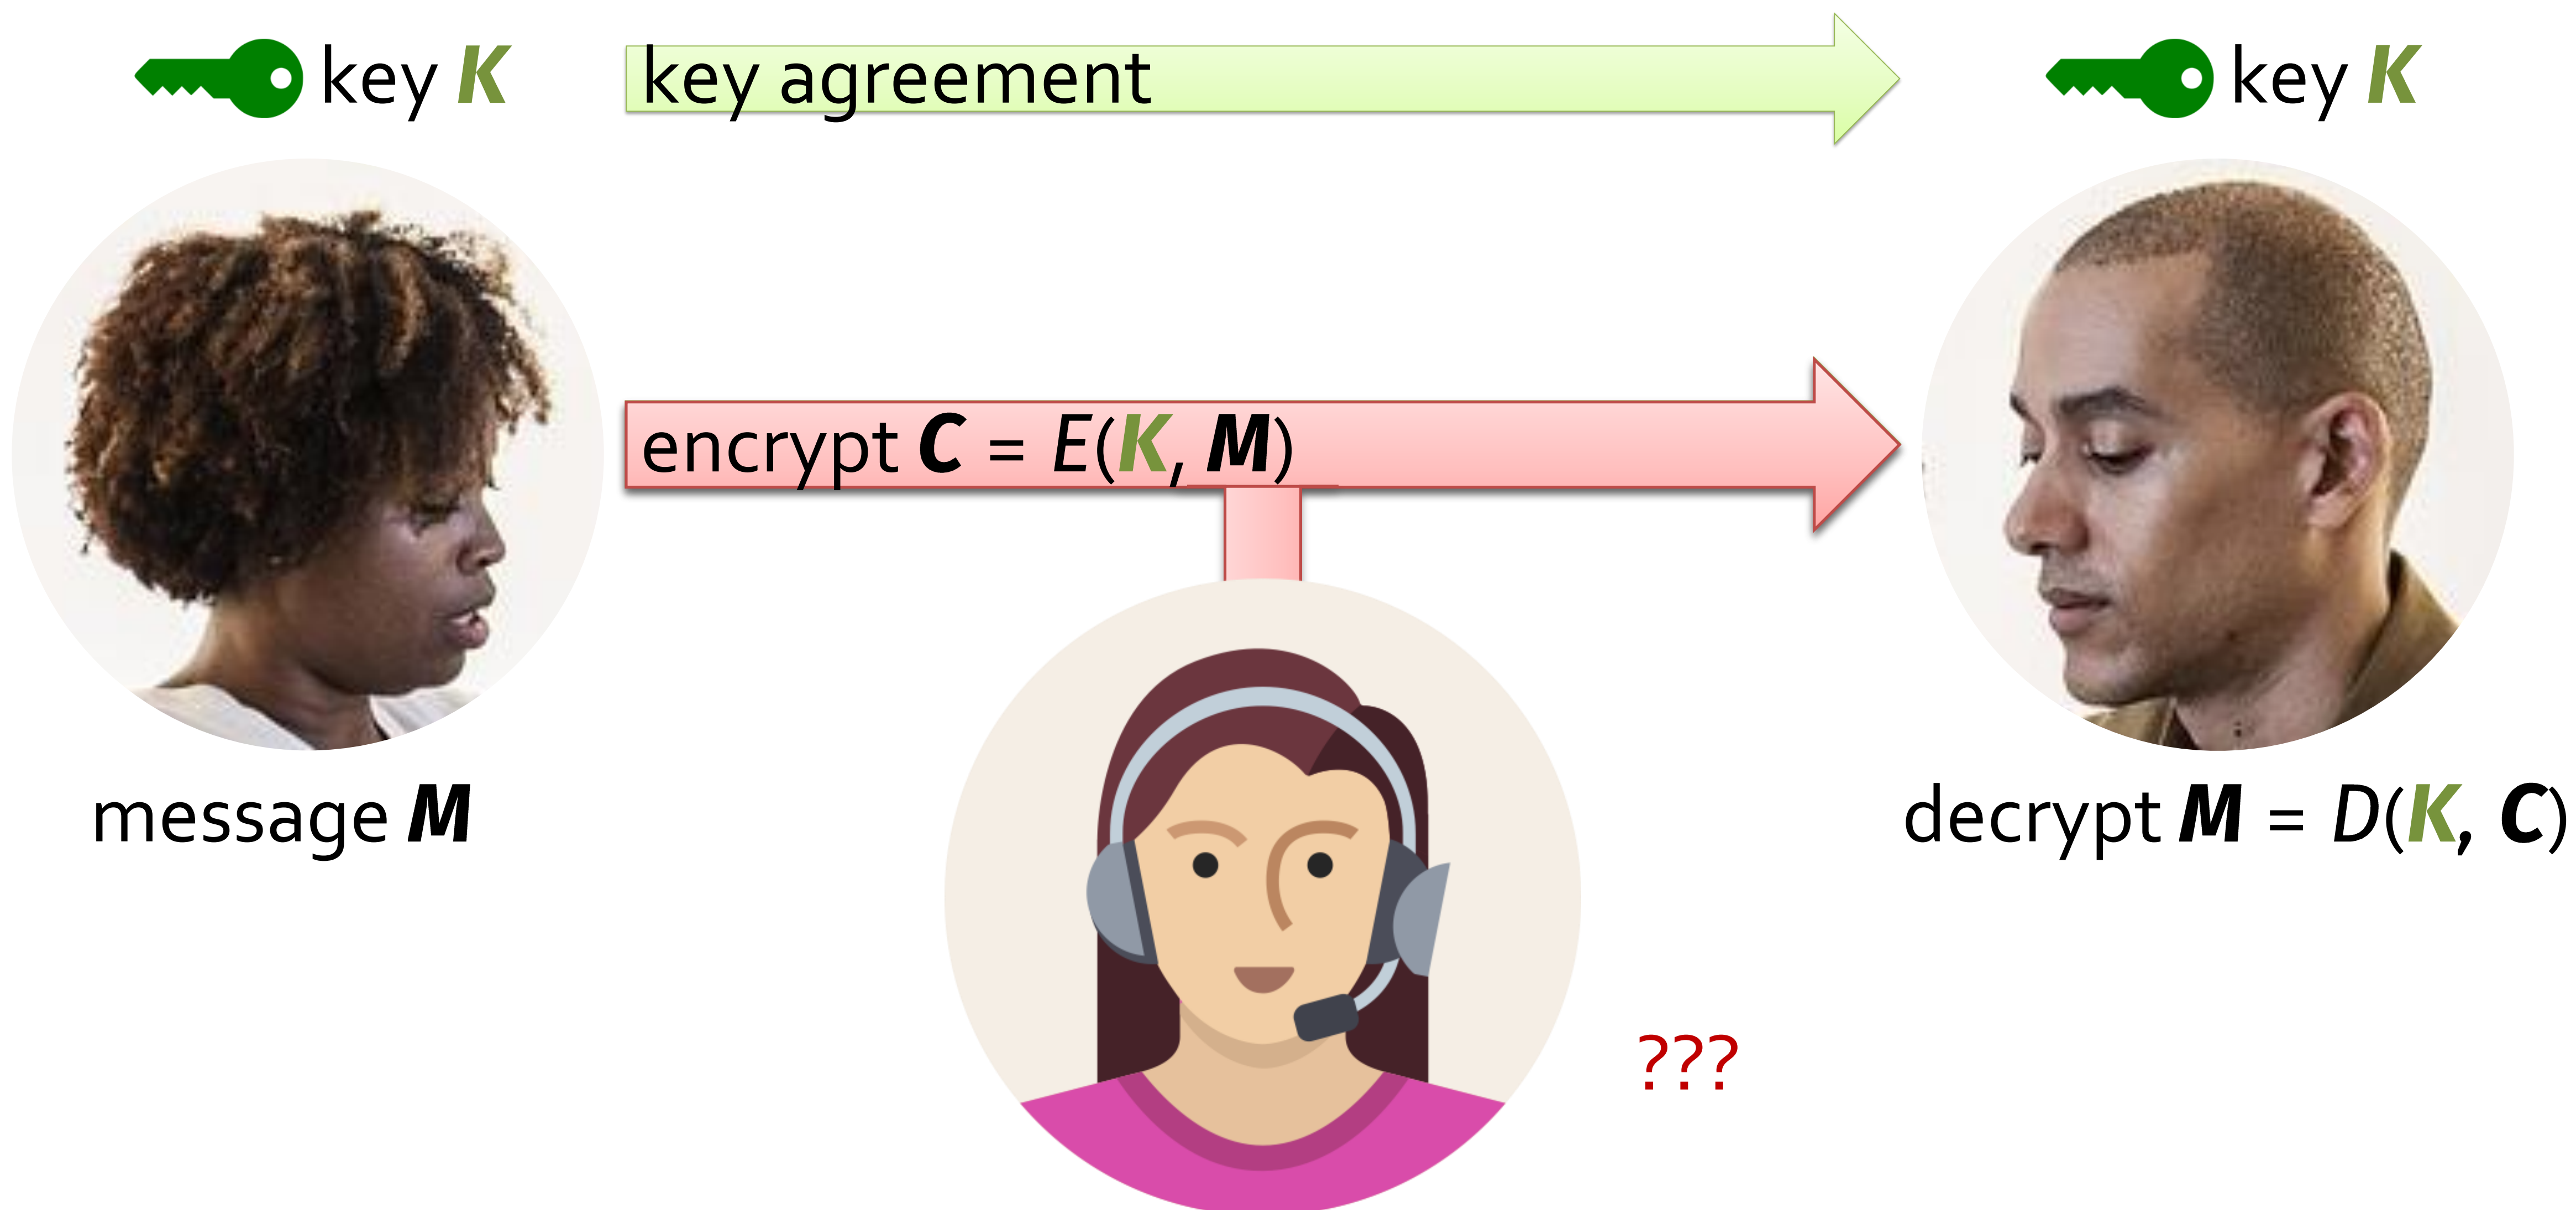 key K
key agreement
key K
encrypt C = E(K, M)
message M
decrypt M = D(K, C)
???